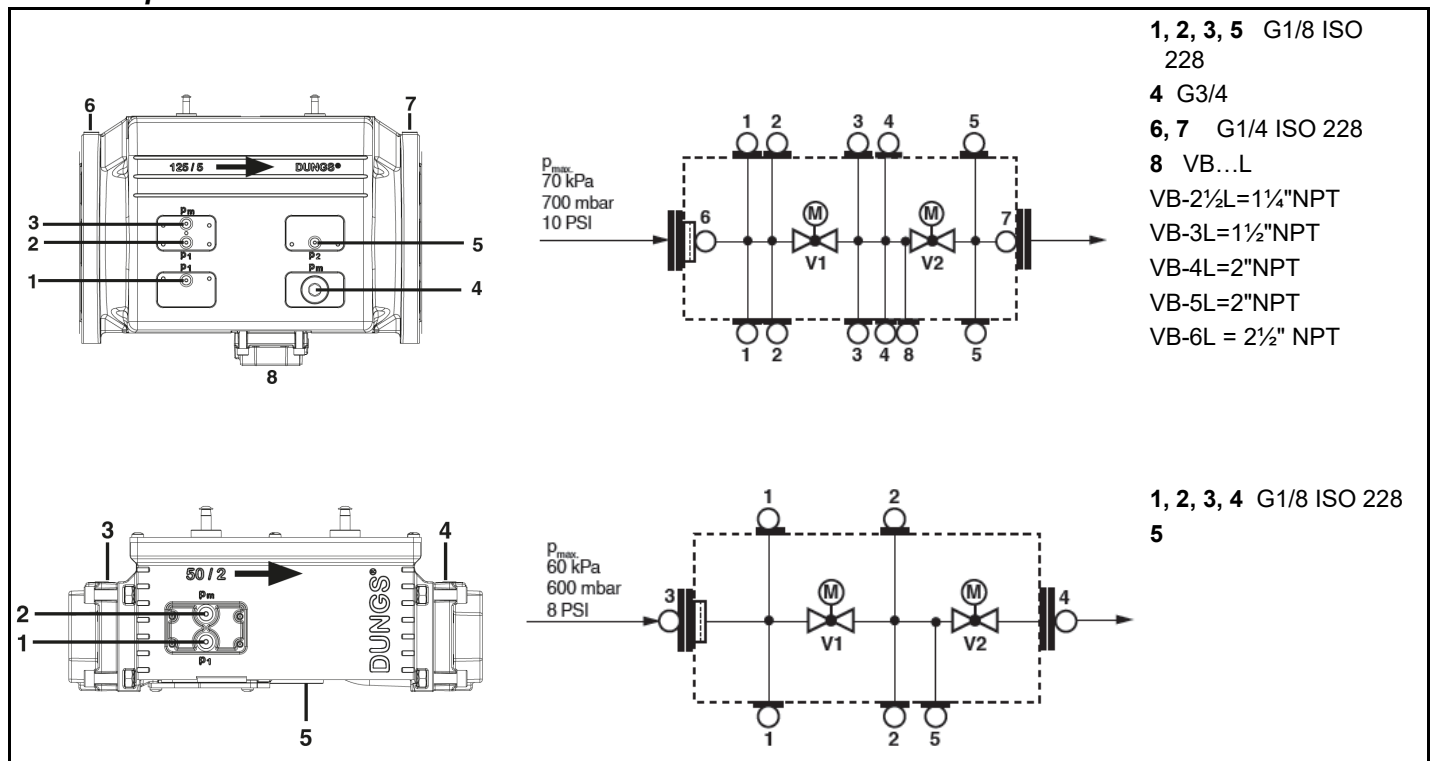 1, 2, 3, 5 G1/8 ISO
228
4 G3/4
6, 7 G1/4 ISO 228
8 VB...L
VB-2½L=1¼"NPT
VB-3L=1½"NPT
VB-4L=2"NPT
VB-5L=2"NPT
VB-6L = 2½" NPT
6 7
125 / 5 DUNGS®
Pm
3
2
P1
P1
1
5
P2
Pm
4
8
1 2 3 4 5
Pmax.
70 kPa
700 mbar
10 PSI
6 M M 7
V1 V2
1 2 3 4 8 5
3 4
50 / 2
DUNGS®
Pm
2
1
P1
5
1 2
Pmax.
60 kPa
600 mbar
8 PSI
3 M M 4
V1 V2
1 2 5
1, 2, 3, 4 G1/8 ISO 228
5